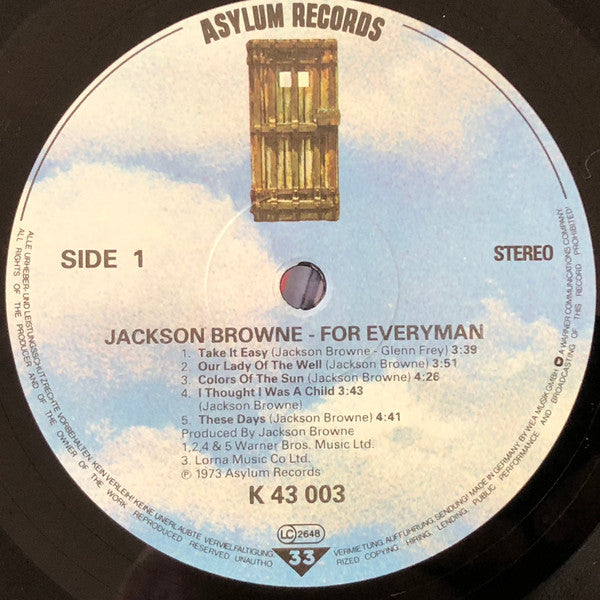 ASYLUM RECORDS
SIDE 1
STEREO
JACKSON BROWNE - FOR EVERYMAN
1. Take It Easy (Jackson Browne - Glenn Frey) 3:39
2. Our Lady Of The Well (Jackson Browne) 3:51
3. Colors Of The Sun (Jackson Browne) 4:26
4. I Thought I Was A Child 3:43
(Jackson Browne)
5. These Days (Jackson Browne) 4:41
Produced By Jackson Browne
1,2,4 & 5 Warner Bros. Music Ltd.
3. Lorna Music Co Ltd.
℗ 1973 Asylum Records
K 43 003
LC 2648
33
ALLE URHEBER- UND LEISTUNGSSCHUTZRECHTE VORBEHALTEN. KEIN VERLEIH! KEINE UNERLAUBTE VERVIELFÄLTIGUNG, VERMIETUNG, AUFFÜHRUNG, SENDUNG! MADE IN GERMANY BY WEA MUSIK GMBH A WARNER COMMUNICATIONS COMPANY
ALL RIGHTS OF THE PRODUCER AND OF THE OWNER OF THE WORK REPRODUCED RESERVED. UNAUTHORIZED COPYING, HIRING, LENDING, PUBLIC PERFORMANCE AND BROADCASTING OF THIS RECORD PROHIBITED!